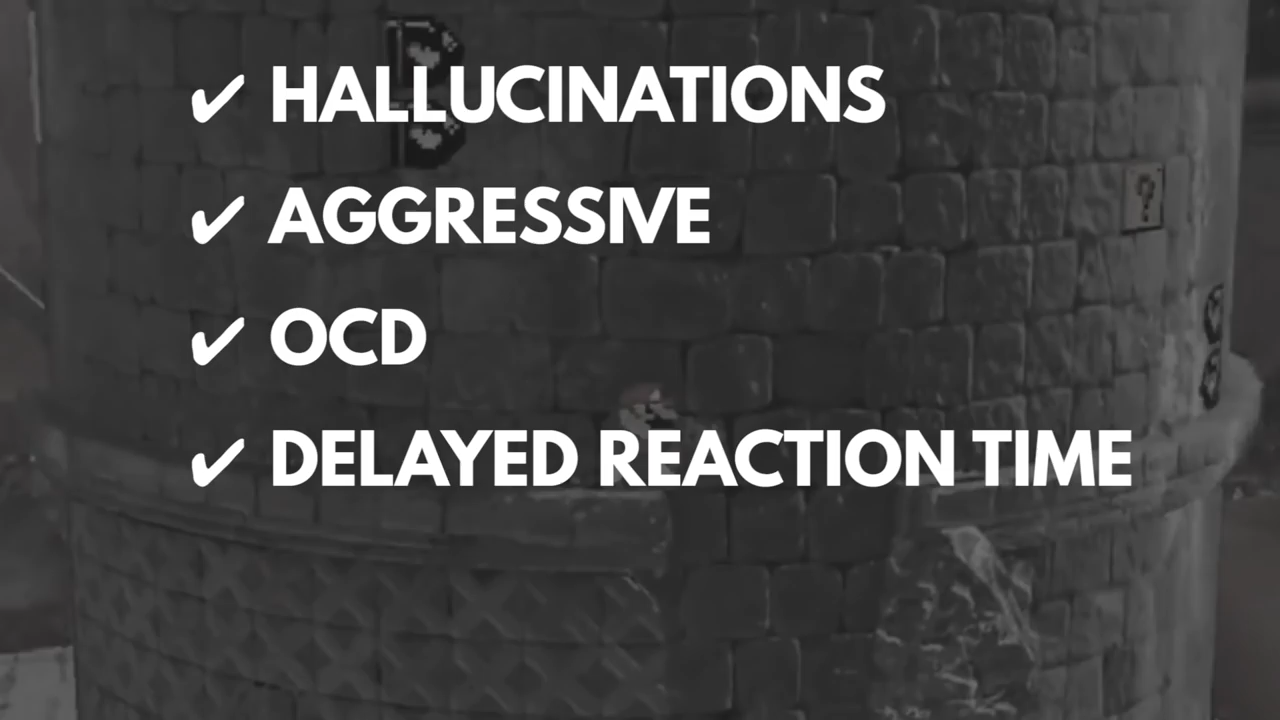 ✔ HALLUCINATIONS
?
✔ AGGRESSIVE
✔ OCD
✔ DELAYED REACTION TIME